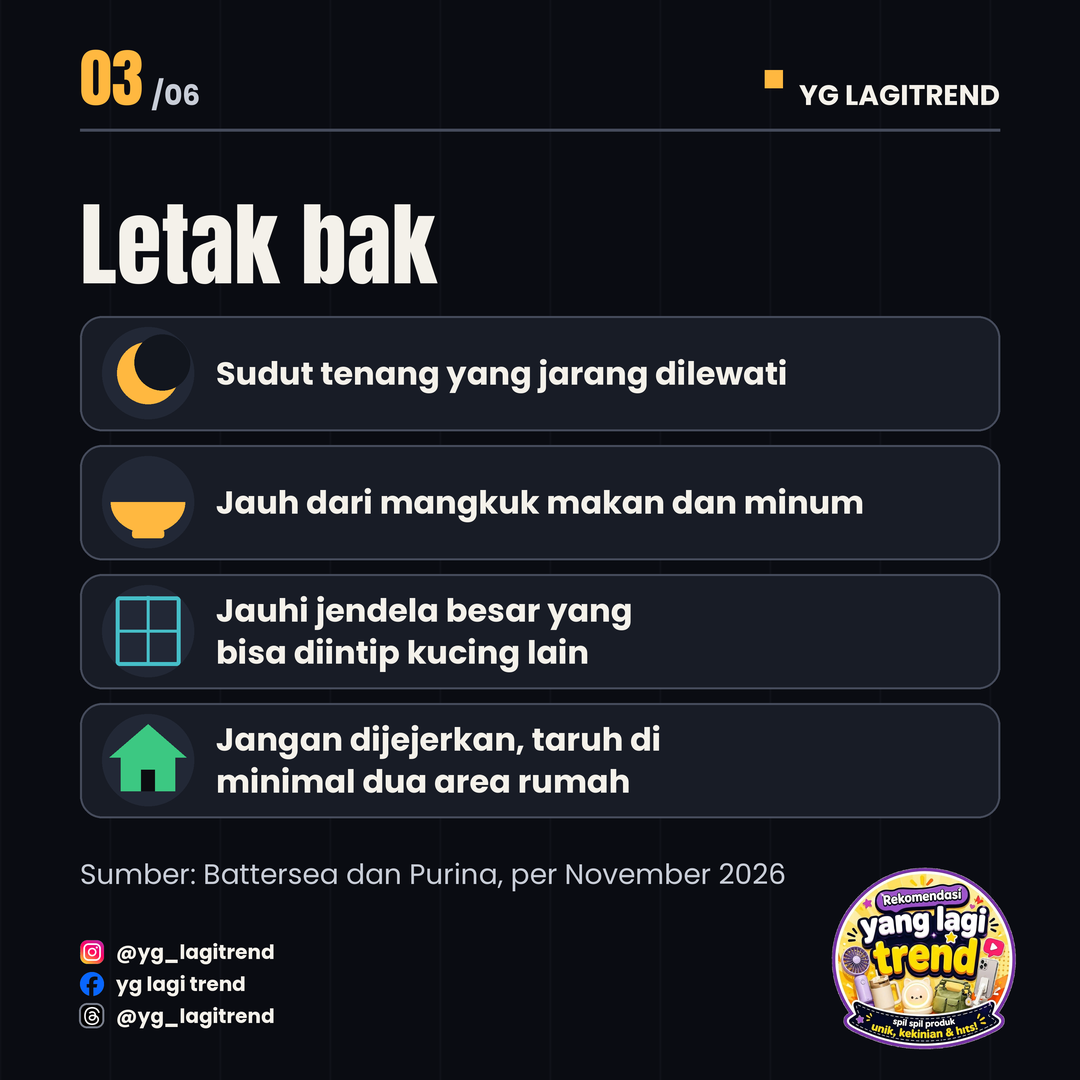 03 /06
YG LAGITREND
Letak bak
Sudut tenang yang jarang dilewati
Jauh dari mangkuk makan dan minum
Jauhi jendela besar yang
bisa diintip kucing lain
Jangan dijejerkan, taruh di
minimal dua area rumah
Sumber: Battersea dan Purina, per November 2026
@yg_lagitrend
yg lagi trend
@yg_lagitrend
Rekomendasi
yang lagi
trend
spil spil produk
unik, kekinian & hits!